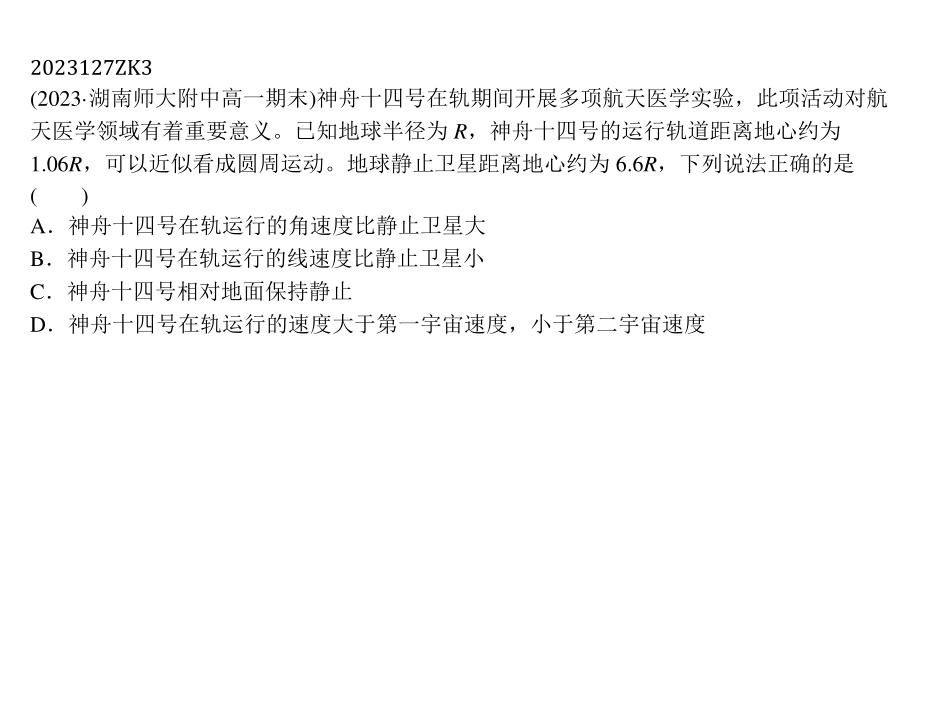 2023127ZK3
(2023·湖南师大附中高一期末)神舟十四号在轨期间开展多项航天医学实验，此项活动对航
天医学领域有着重要意义。已知地球半径为 R，神舟十四号的运行轨道距离地心约为
1.06R，可以近似看成圆周运动。地球静止卫星距离地心约为 6.6R，下列说法正确的是
(　　)
A．神舟十四号在轨运行的角速度比静止卫星大
B．神舟十四号在轨运行的线速度比静止卫星小
C．神舟十四号相对地面保持静止
D．神舟十四号在轨运行的速度大于第一宇宙速度，小于第二宇宙速度